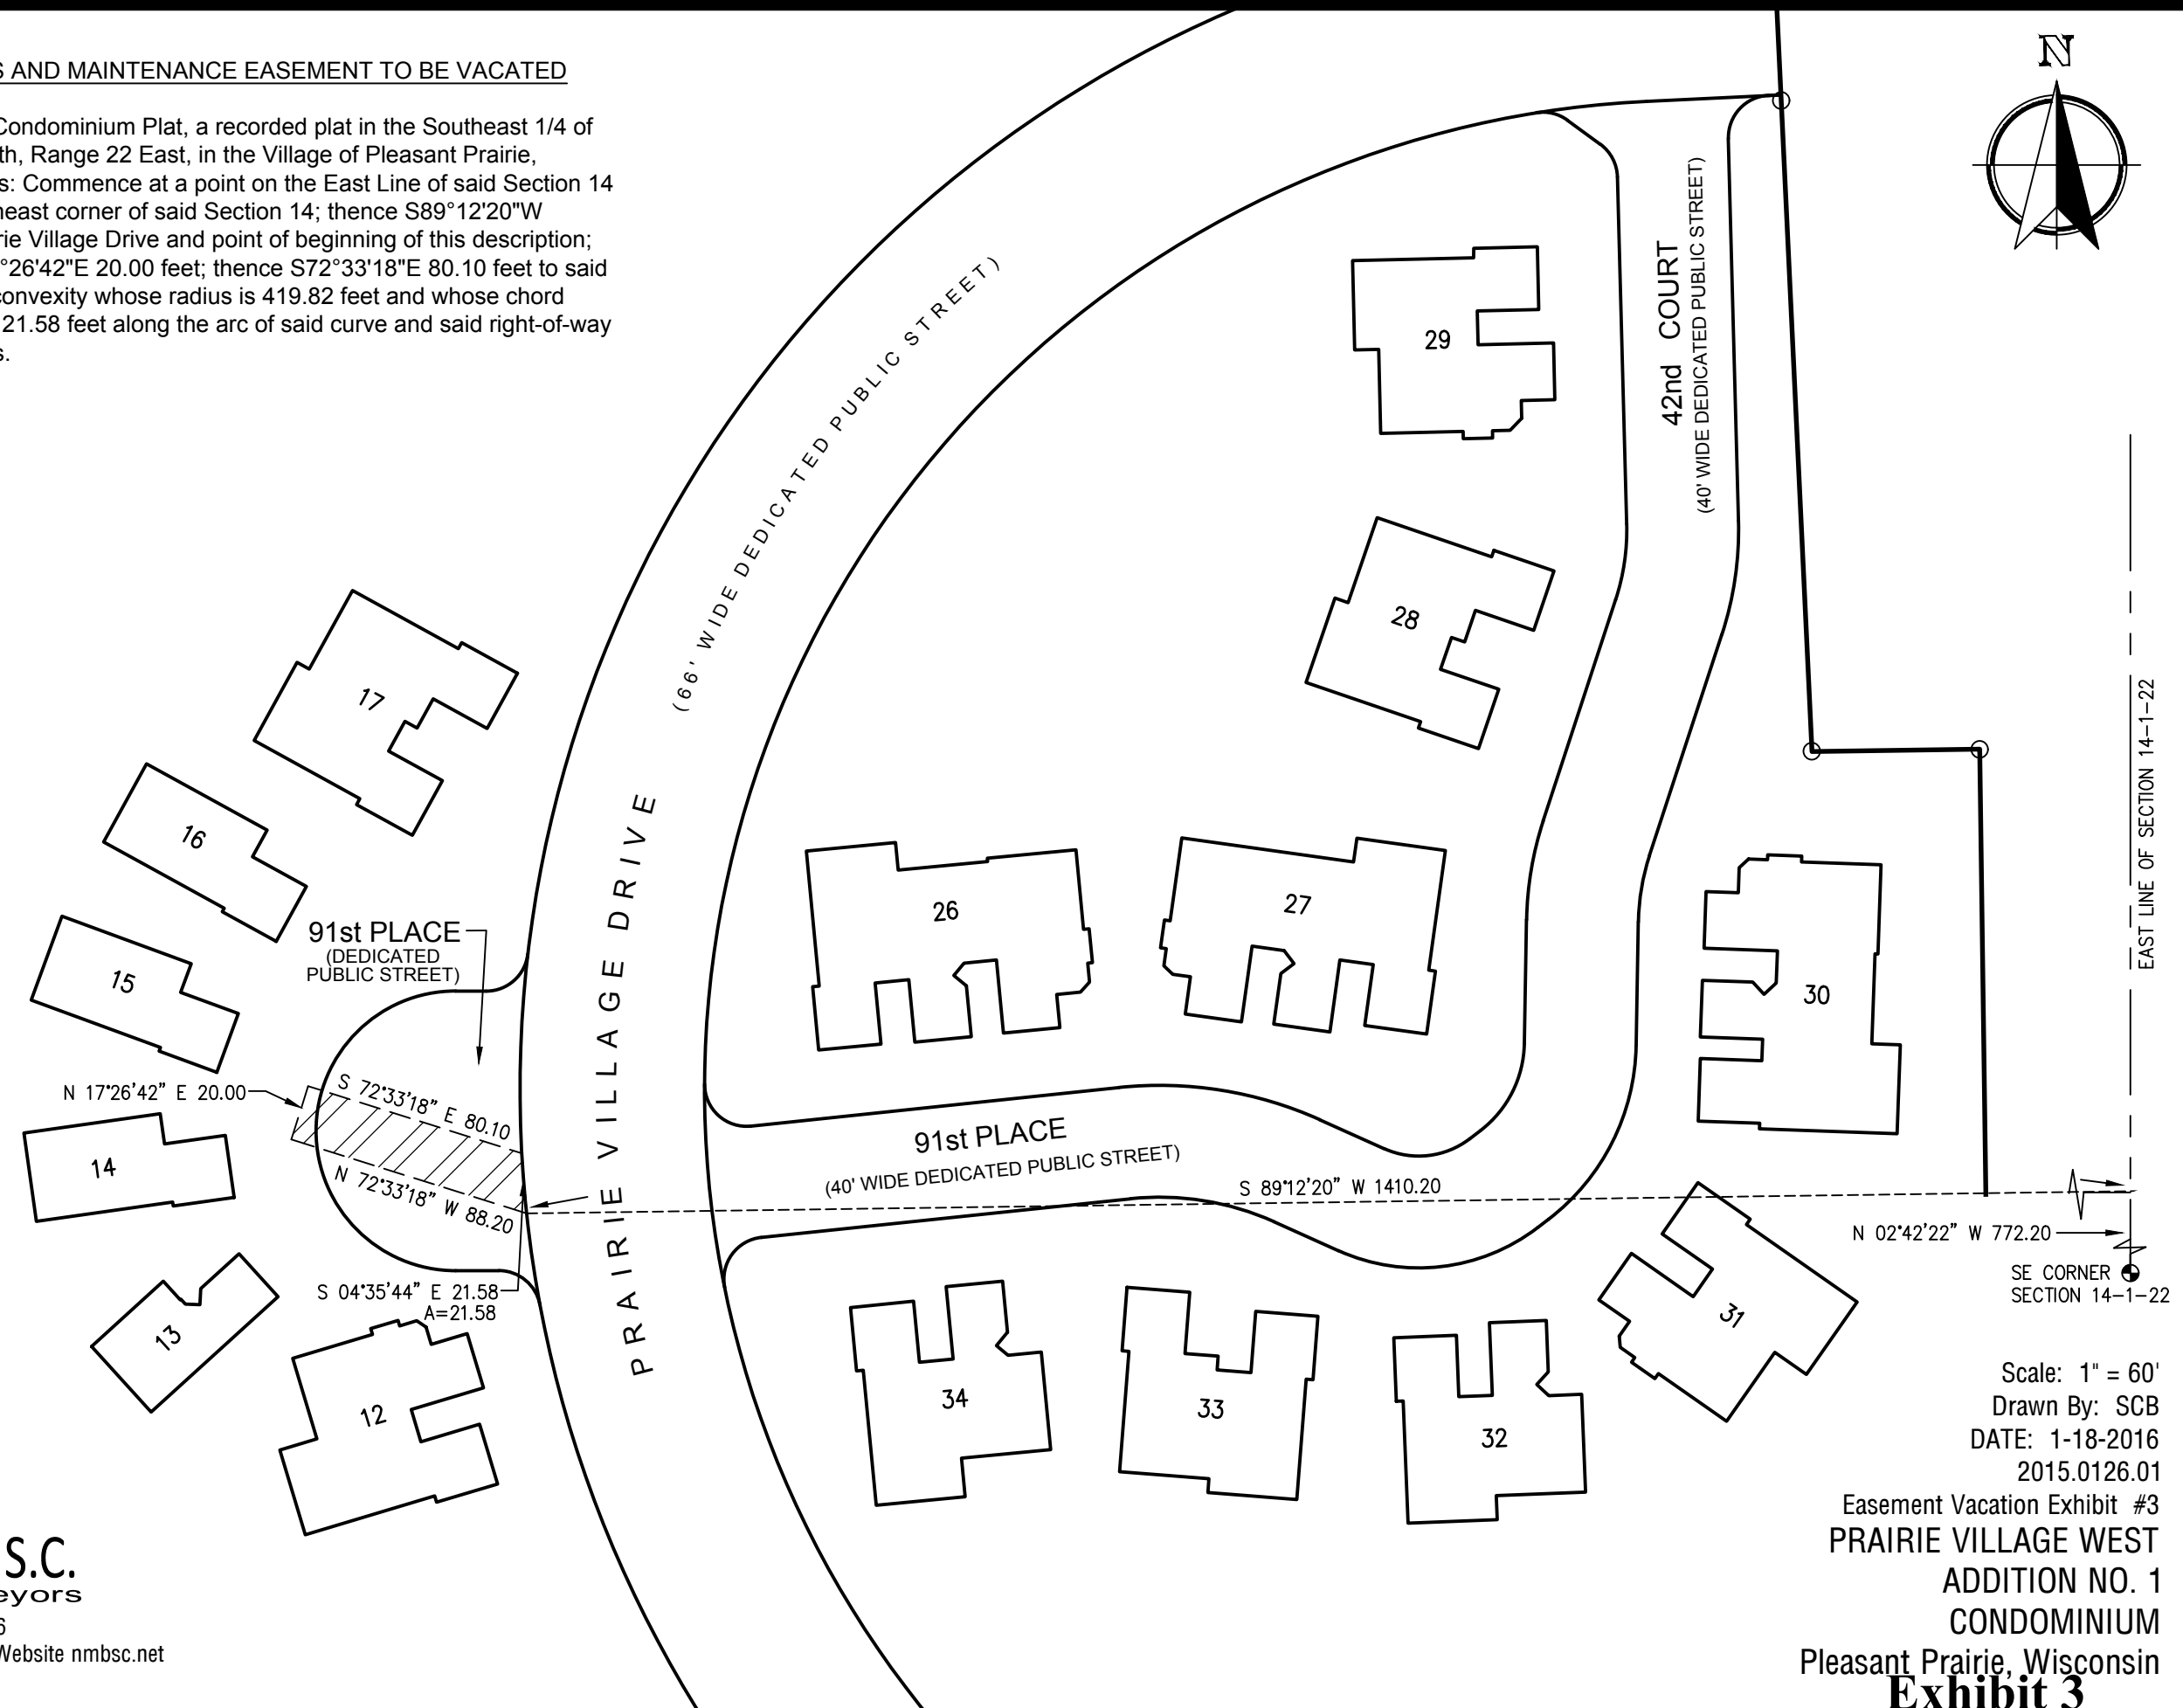 S AND MAINTENANCE EASEMENT TO BE VACATED
Condominium Plat, a recorded plat in the Southeast 1/4 of
th, Range 22 East, in the Village of Pleasant Prairie,
s: Commence at a point on the East Line of said Section 14
heast corner of said Section 14; thence S89°12'20"W
rie Village Drive and point of beginning of this description;
°26'42"E 20.00 feet; thence S72°33'18"E 80.10 feet to said
convexity whose radius is 419.82 feet and whose chord
21.58 feet along the arc of said curve and said right-of-way
s.
N
(66' WIDE DEDICATED PUBLIC STREET)
PRAIRIE VILLAGE DRIVE
42nd COURT
(40' WIDE DEDICATED PUBLIC STREET)
29
28
17
16
15
14
13
12
26
27
30
31
32
33
34
91st PLACE
(DEDICATED
PUBLIC STREET)
N 17°26'42" E 20.00
S 72°33'18" E 80.10
N 72°33'18" W 88.20
S 04°35'44" E 21.58
A=21.58
91st PLACE
(40' WIDE DEDICATED PUBLIC STREET)
S 89°12'20" W 1410.20
EAST LINE OF SECTION 14-1-22
N 02°42'22" W 772.20
SE CORNER
SECTION 14-1-22
Scale: 1" = 60'
Drawn By: SCB
DATE: 1-18-2016
2015.0126.01
Easement Vacation Exhibit #3
PRAIRIE VILLAGE WEST
ADDITION NO. 1
CONDOMINIUM
Pleasant Prairie, Wisconsin
Exhibit 3
S.C.
eyors
6
Website nmbsc.net